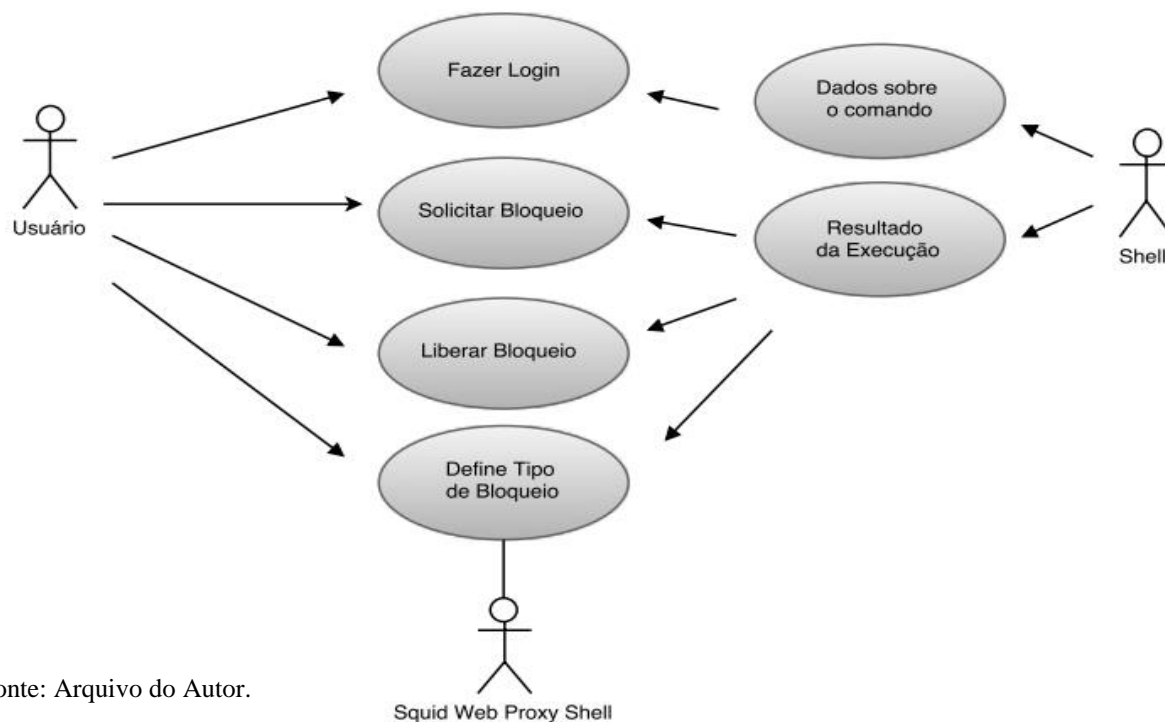 Fazer Login
Dados sobre
o comando
Usuário
Solicitar Bloqueio
Resultado
da Execução
Shell
Liberar Bloqueio
Define Tipo
de Bloqueio
onte: Arquivo do Autor.
Squid Web Proxy Shell